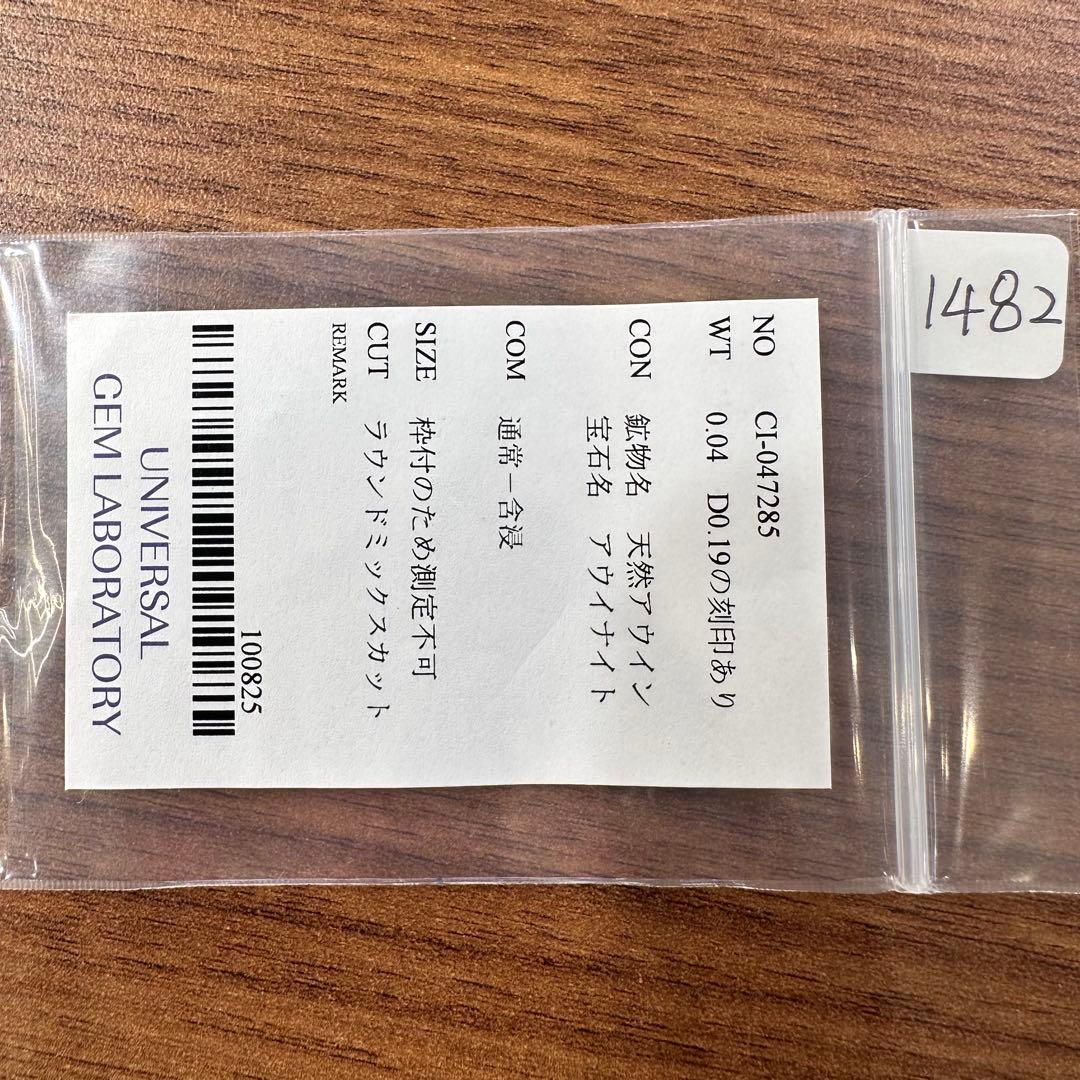 1482
NO CI-047285
WT 0.04 D0.19の刻印あり
CON 鉱物名 天然アウイン
宝石名 アウイナイト
COM 通常－含浸
SIZE 枠付のため測定不可
CUT ラウンドミックスカット
REMARK
100825
UNIVERSAL
GEM LABORATORY